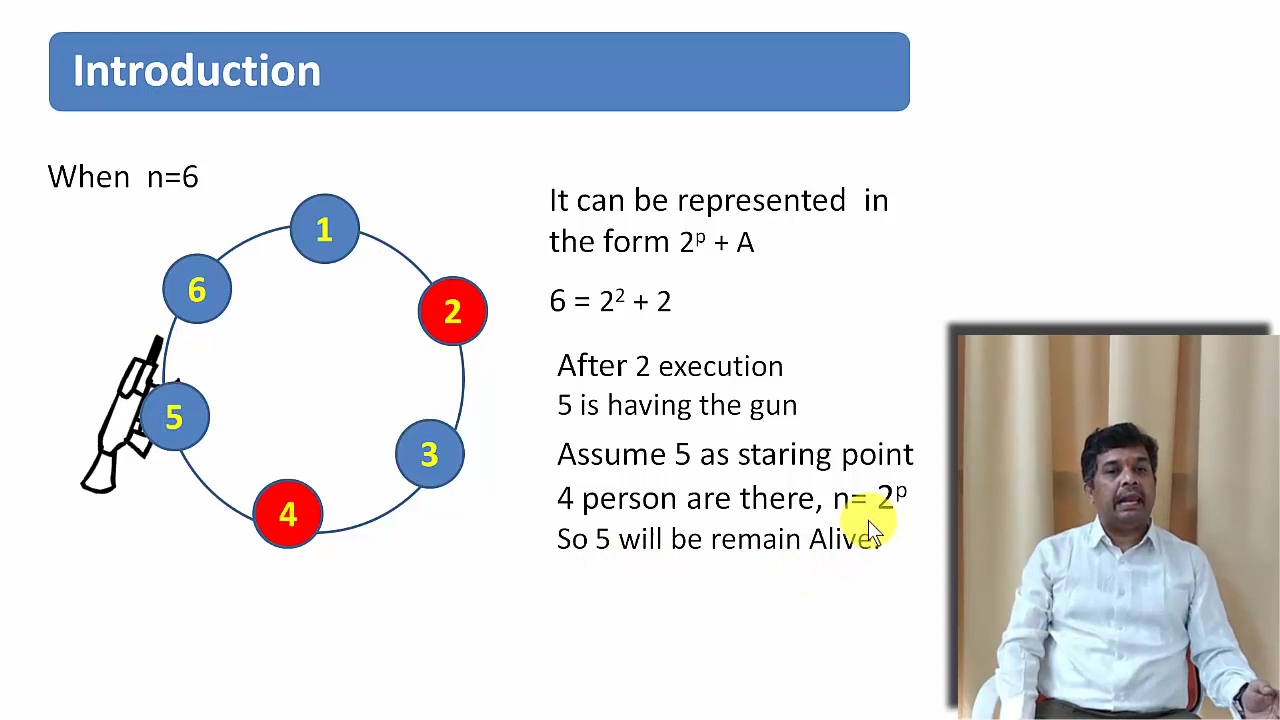 Introduction
When n=6
1
2
3
4
5
6
It can be represented in
the form 2ᵖ + A
6 = 2² + 2
After 2 execution
5 is having the gun
Assume 5 as staring point
4 person are there, n= 2ᵖ
So 5 will be remain Alive.